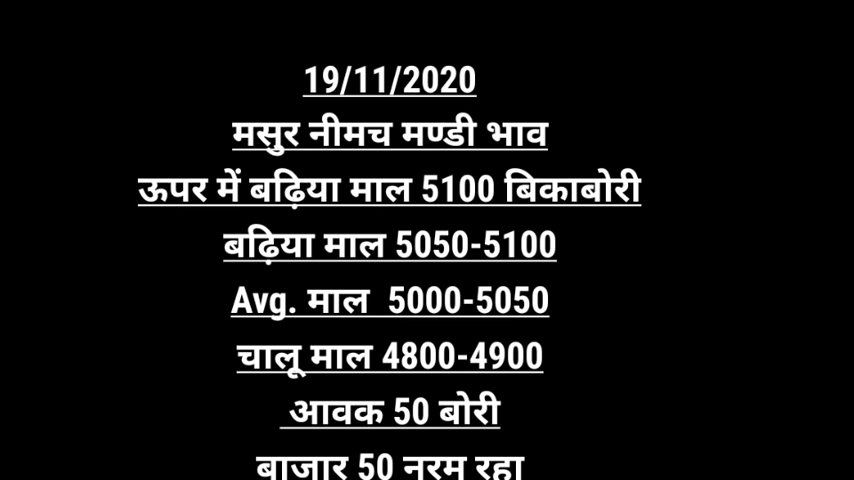 19/11/2020
मसुर नीमच मण्डी भाव
ऊपर में बढ़िया माल 5100 बिकाबोरी
बढ़िया माल 5050-5100
Avg. माल 5000-5050
चालू माल 4800-4900
आवक 50 बोरी
बाजार 50 नरम रहा